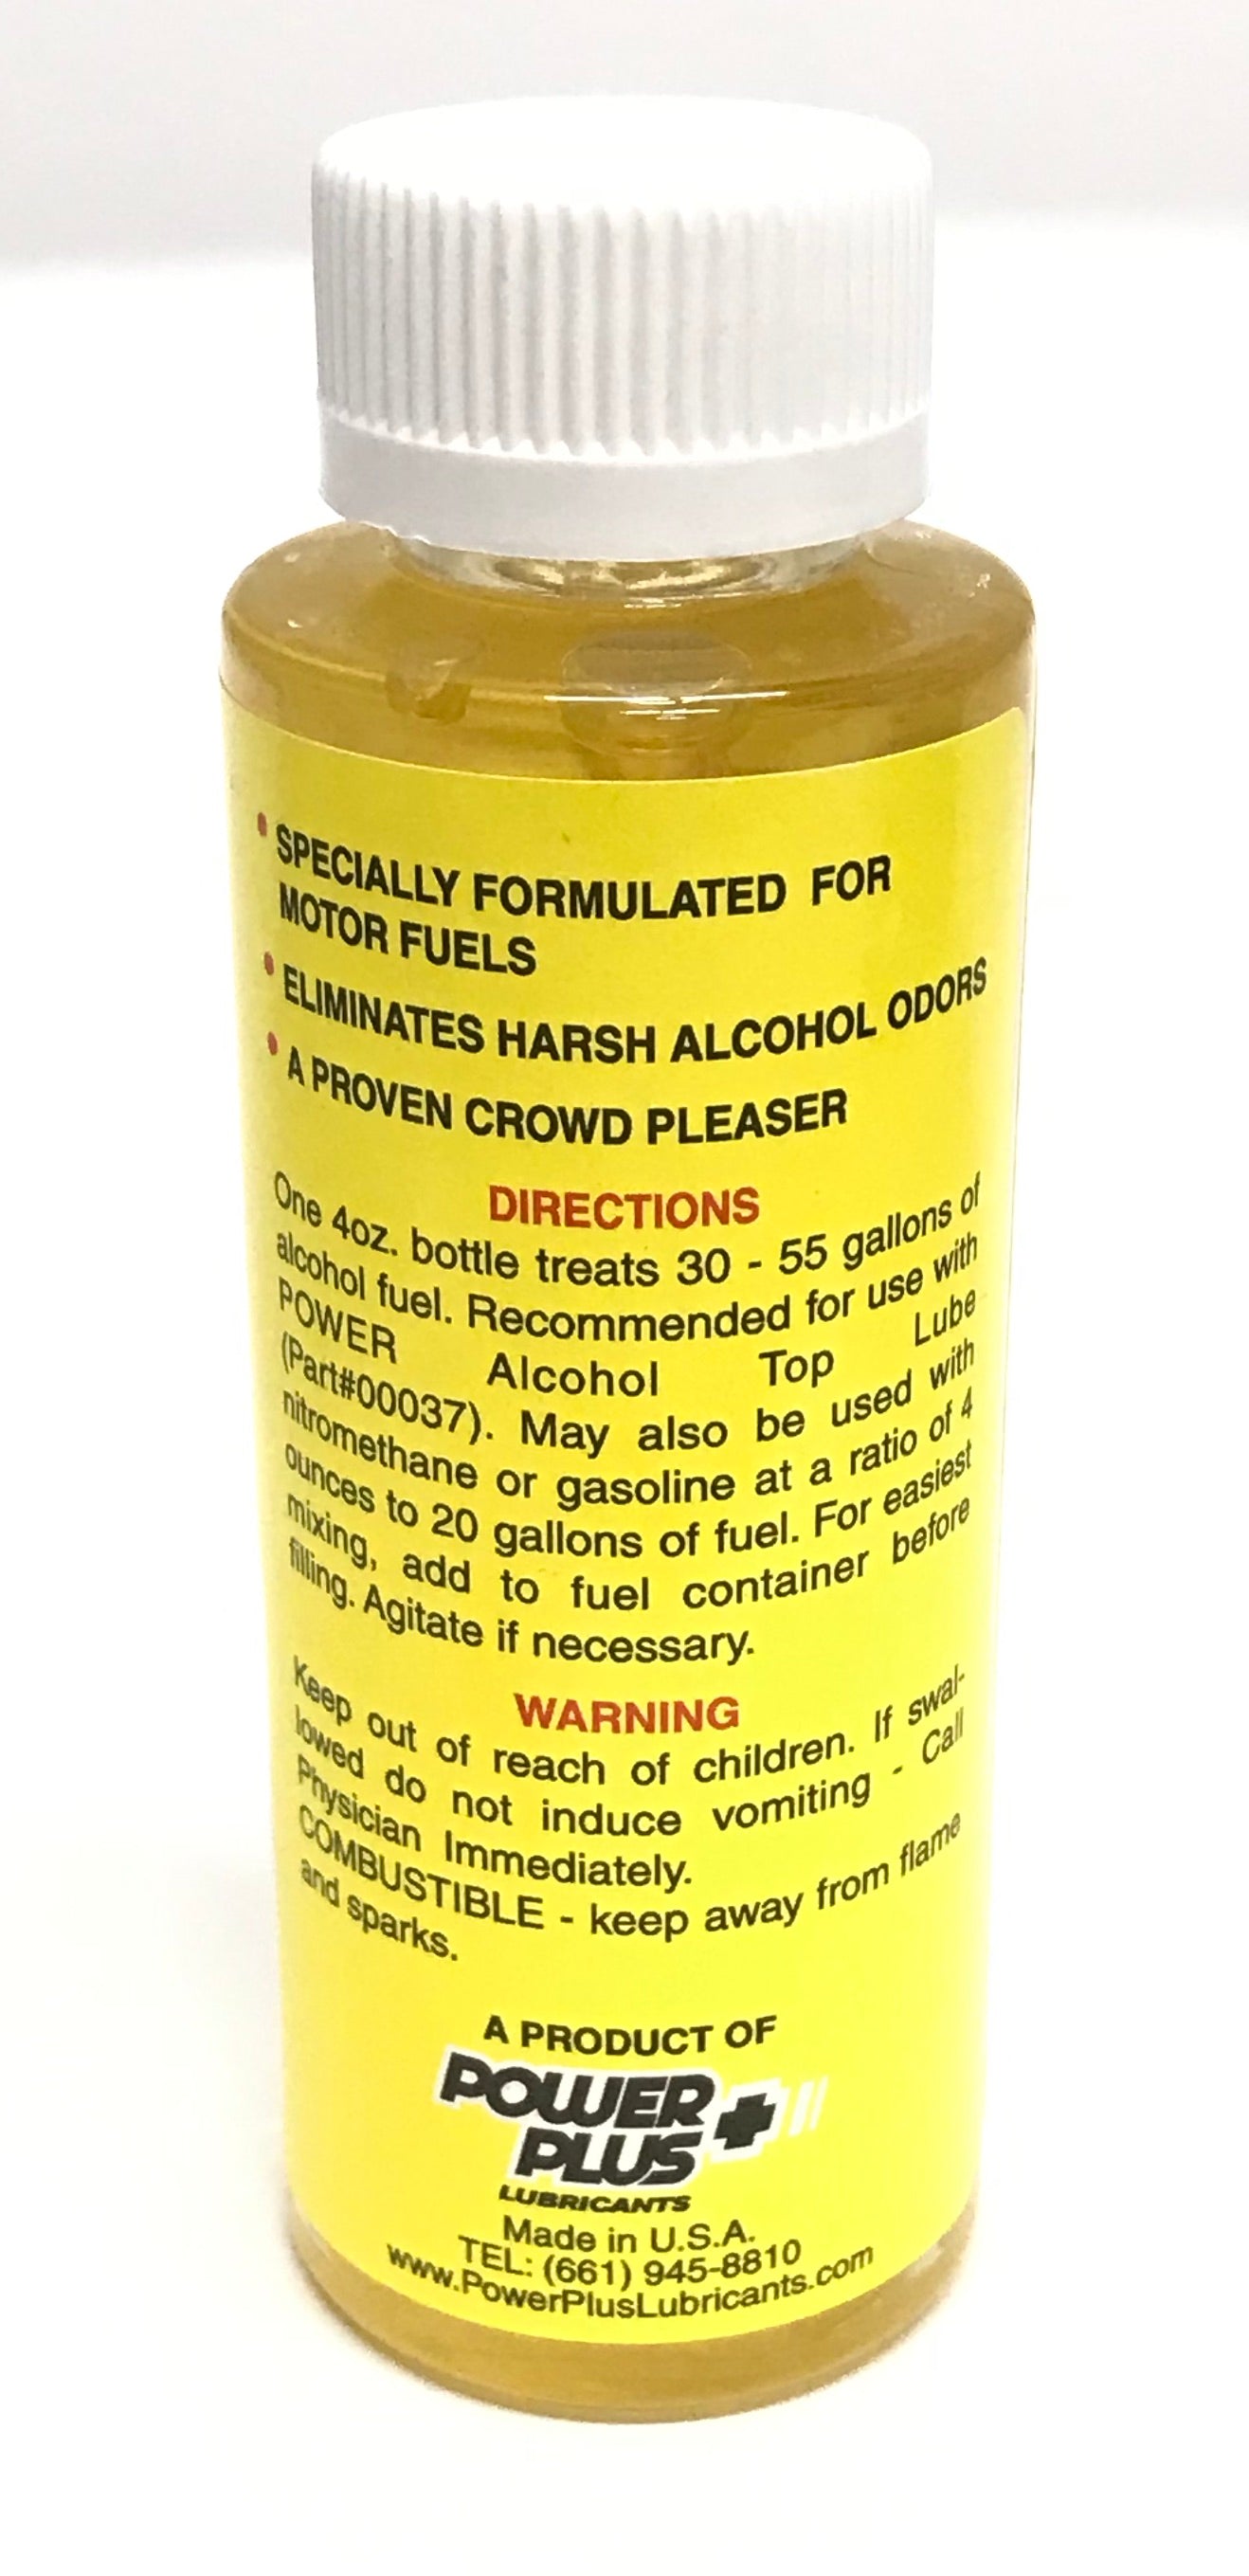 • SPECIALLY FORMULATED FOR
MOTOR FUELS
• ELIMINATES HARSH ALCOHOL ODORS
• A PROVEN CROWD PLEASER
DIRECTIONS
One 4oz. bottle treats 30 - 55 gallons of
alcohol fuel. Recommended for use with
POWER Alcohol Top Lube
(Part#00037). May also be used with
nitromethane or gasoline at a ratio of 4
ounces to 20 gallons of fuel. For easiest
mixing, add to fuel container before
filling. Agitate if necessary.
WARNING
Keep out of reach of children. If swal-
lowed do not induce vomiting - Call
Physician Immediately.
COMBUSTIBLE - keep away from flame
and sparks.
A PRODUCT OF
POWER
PLUS
LUBRICANTS
Made in U.S.A.
TEL: (661) 945-8810
www.PowerPlusLubricants.com